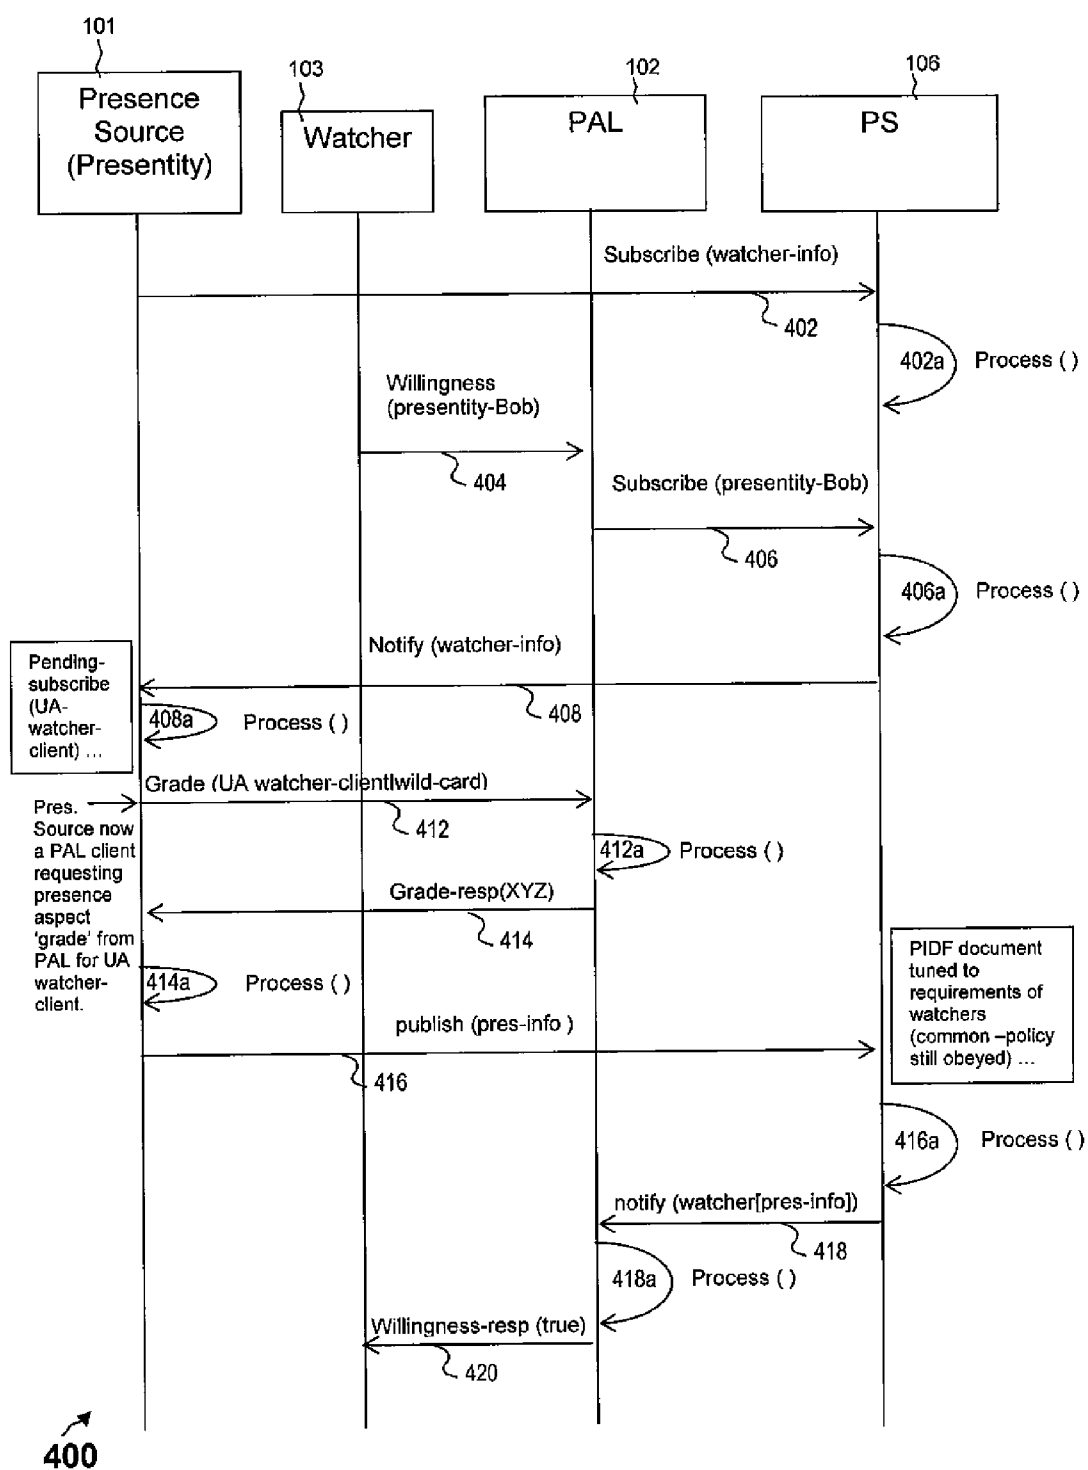 101
103
102
106
Presence
Source
(Presentity)
Watcher
PAL
PS
Subscribe (watcher-info)
402
402a
Process ( )
Willingness
(presentity-Bob)
404
Subscribe (presentity-Bob)
406
406a
Process ( )
Notify (watcher-info)
408
Pending-
subscribe
(UA-
watcher-
client) ...
408a
Process ( )
Grade (UA watcher-client|wild-card)
412
Pres.
Source now
a PAL client
requesting
presence
aspect
'grade' from
PAL for UA
watcher-
client.
412a
Process ( )
Grade-resp(XYZ)
414
414a
Process ( )
PIDF document
tuned to
requirements of
watchers
(common –policy
still obeyed) ...
publish (pres-info )
416
416a
Process ( )
notify (watcher[pres-info])
418
418a
Process ( )
Willingness-resp (true)
420
400